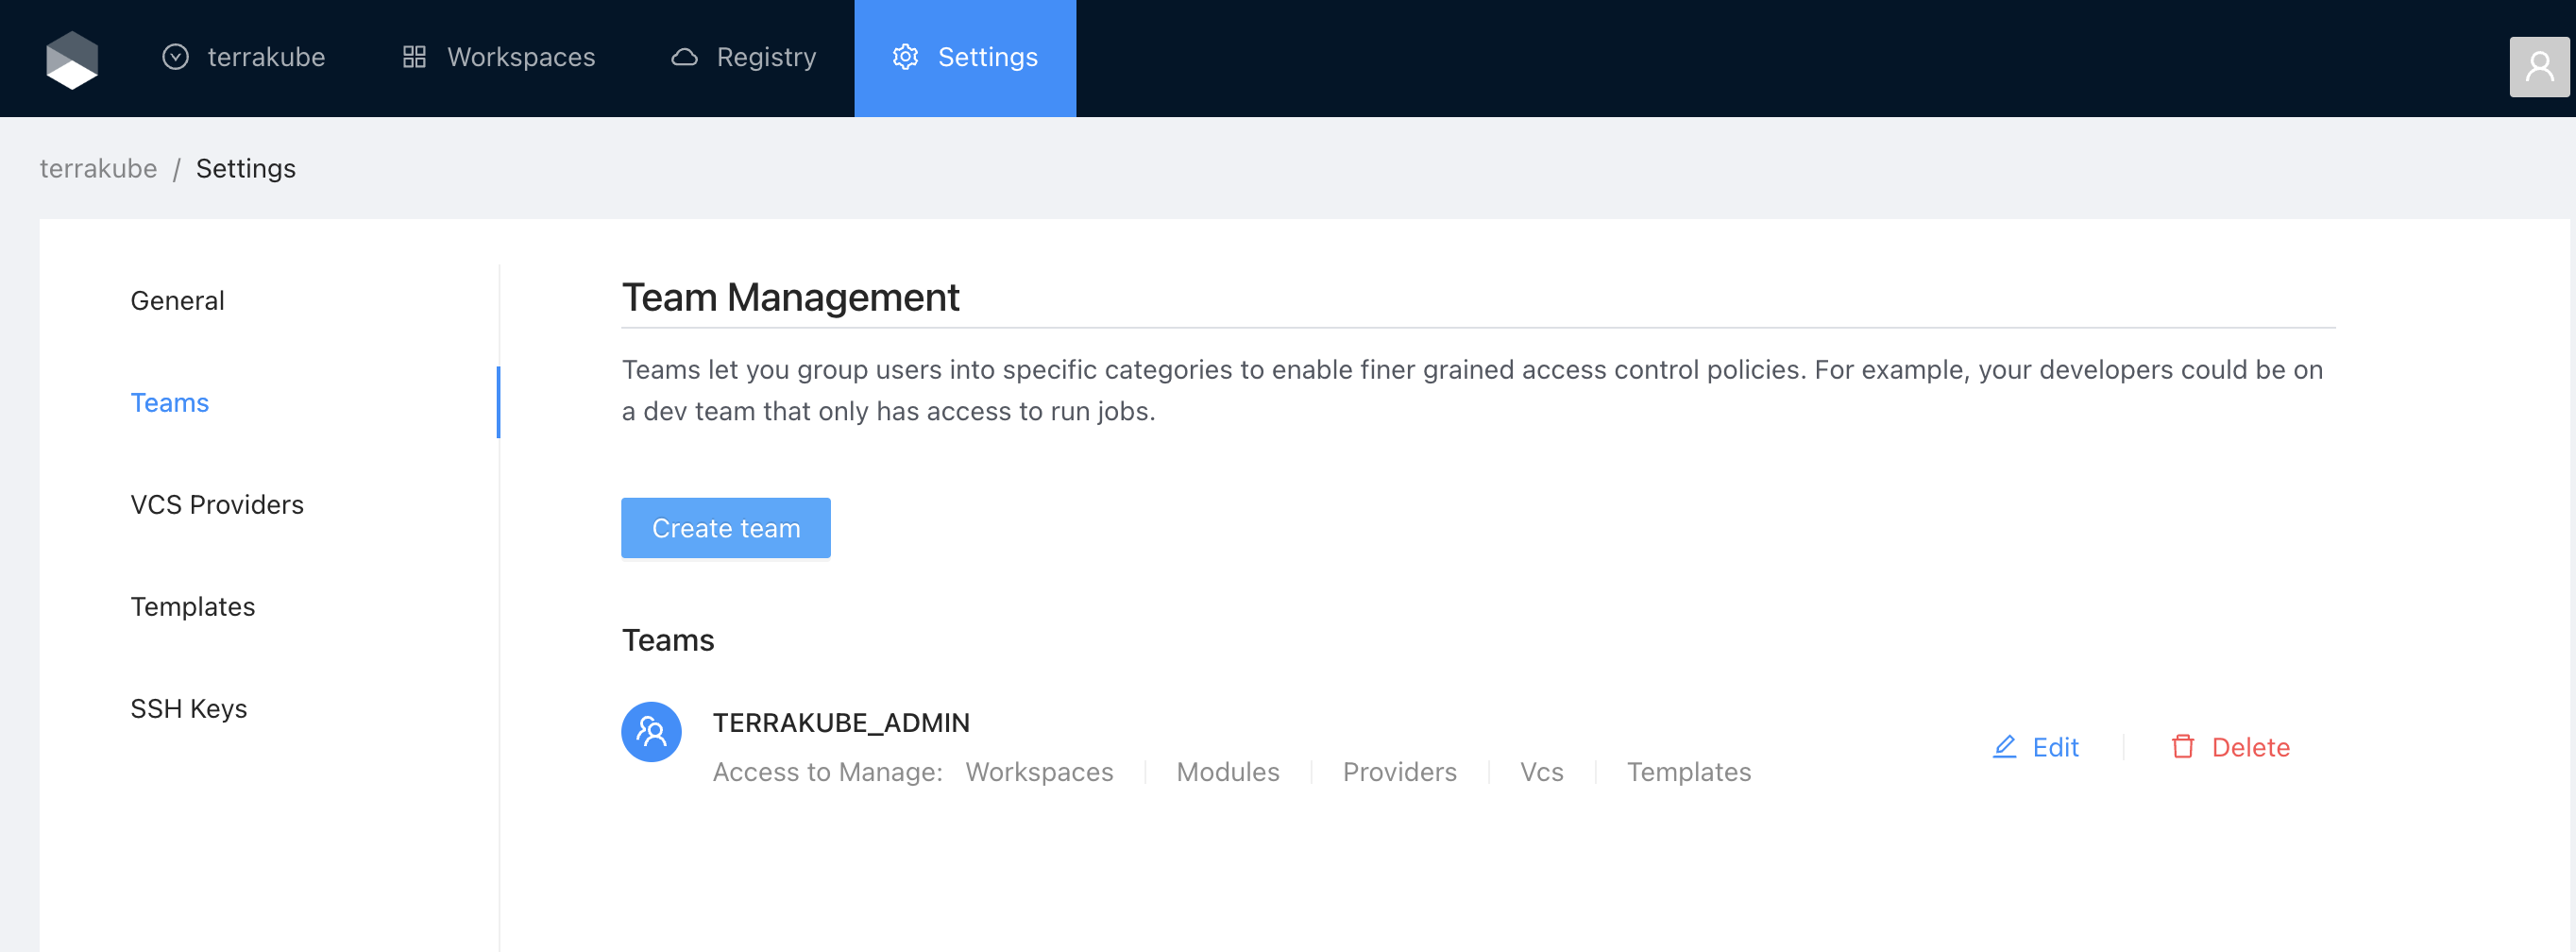 terrakube Workspaces Registry Settings
terrakube / Settings
General
Teams
VCS Providers
Templates
SSH Keys
Team Management
Teams let you group users into specific categories to enable finer grained access control policies. For example, your developers could be on
a dev team that only has access to run jobs.
Create team
Teams
TERRAKUBE_ADMIN
Access to Manage: Workspaces Modules Providers Vcs Templates
Edit Delete